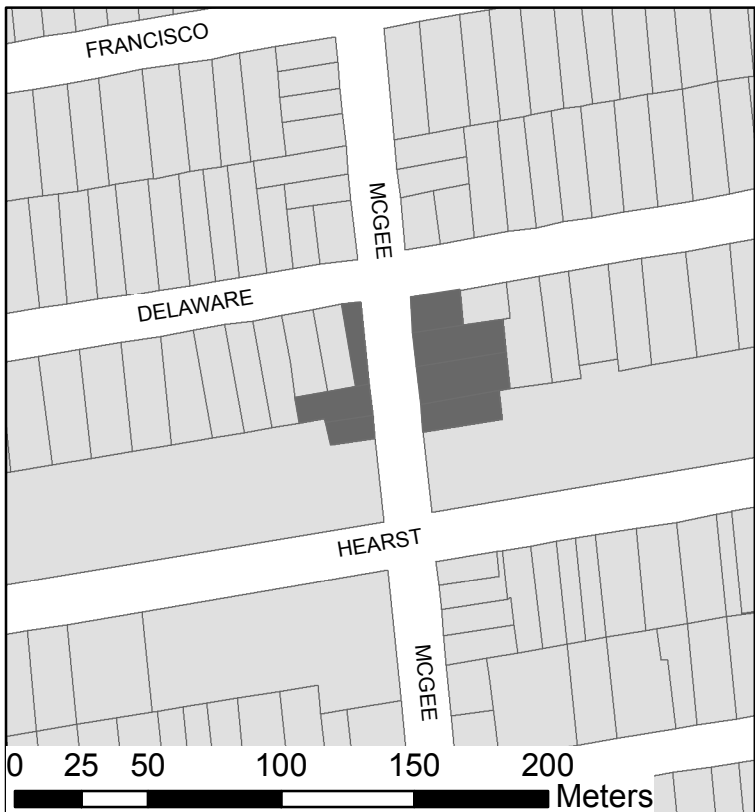 FRANCISCO
MCGEE
DELAWARE
HEARST
MCGEE
0 25 50 100 150 200
Meters